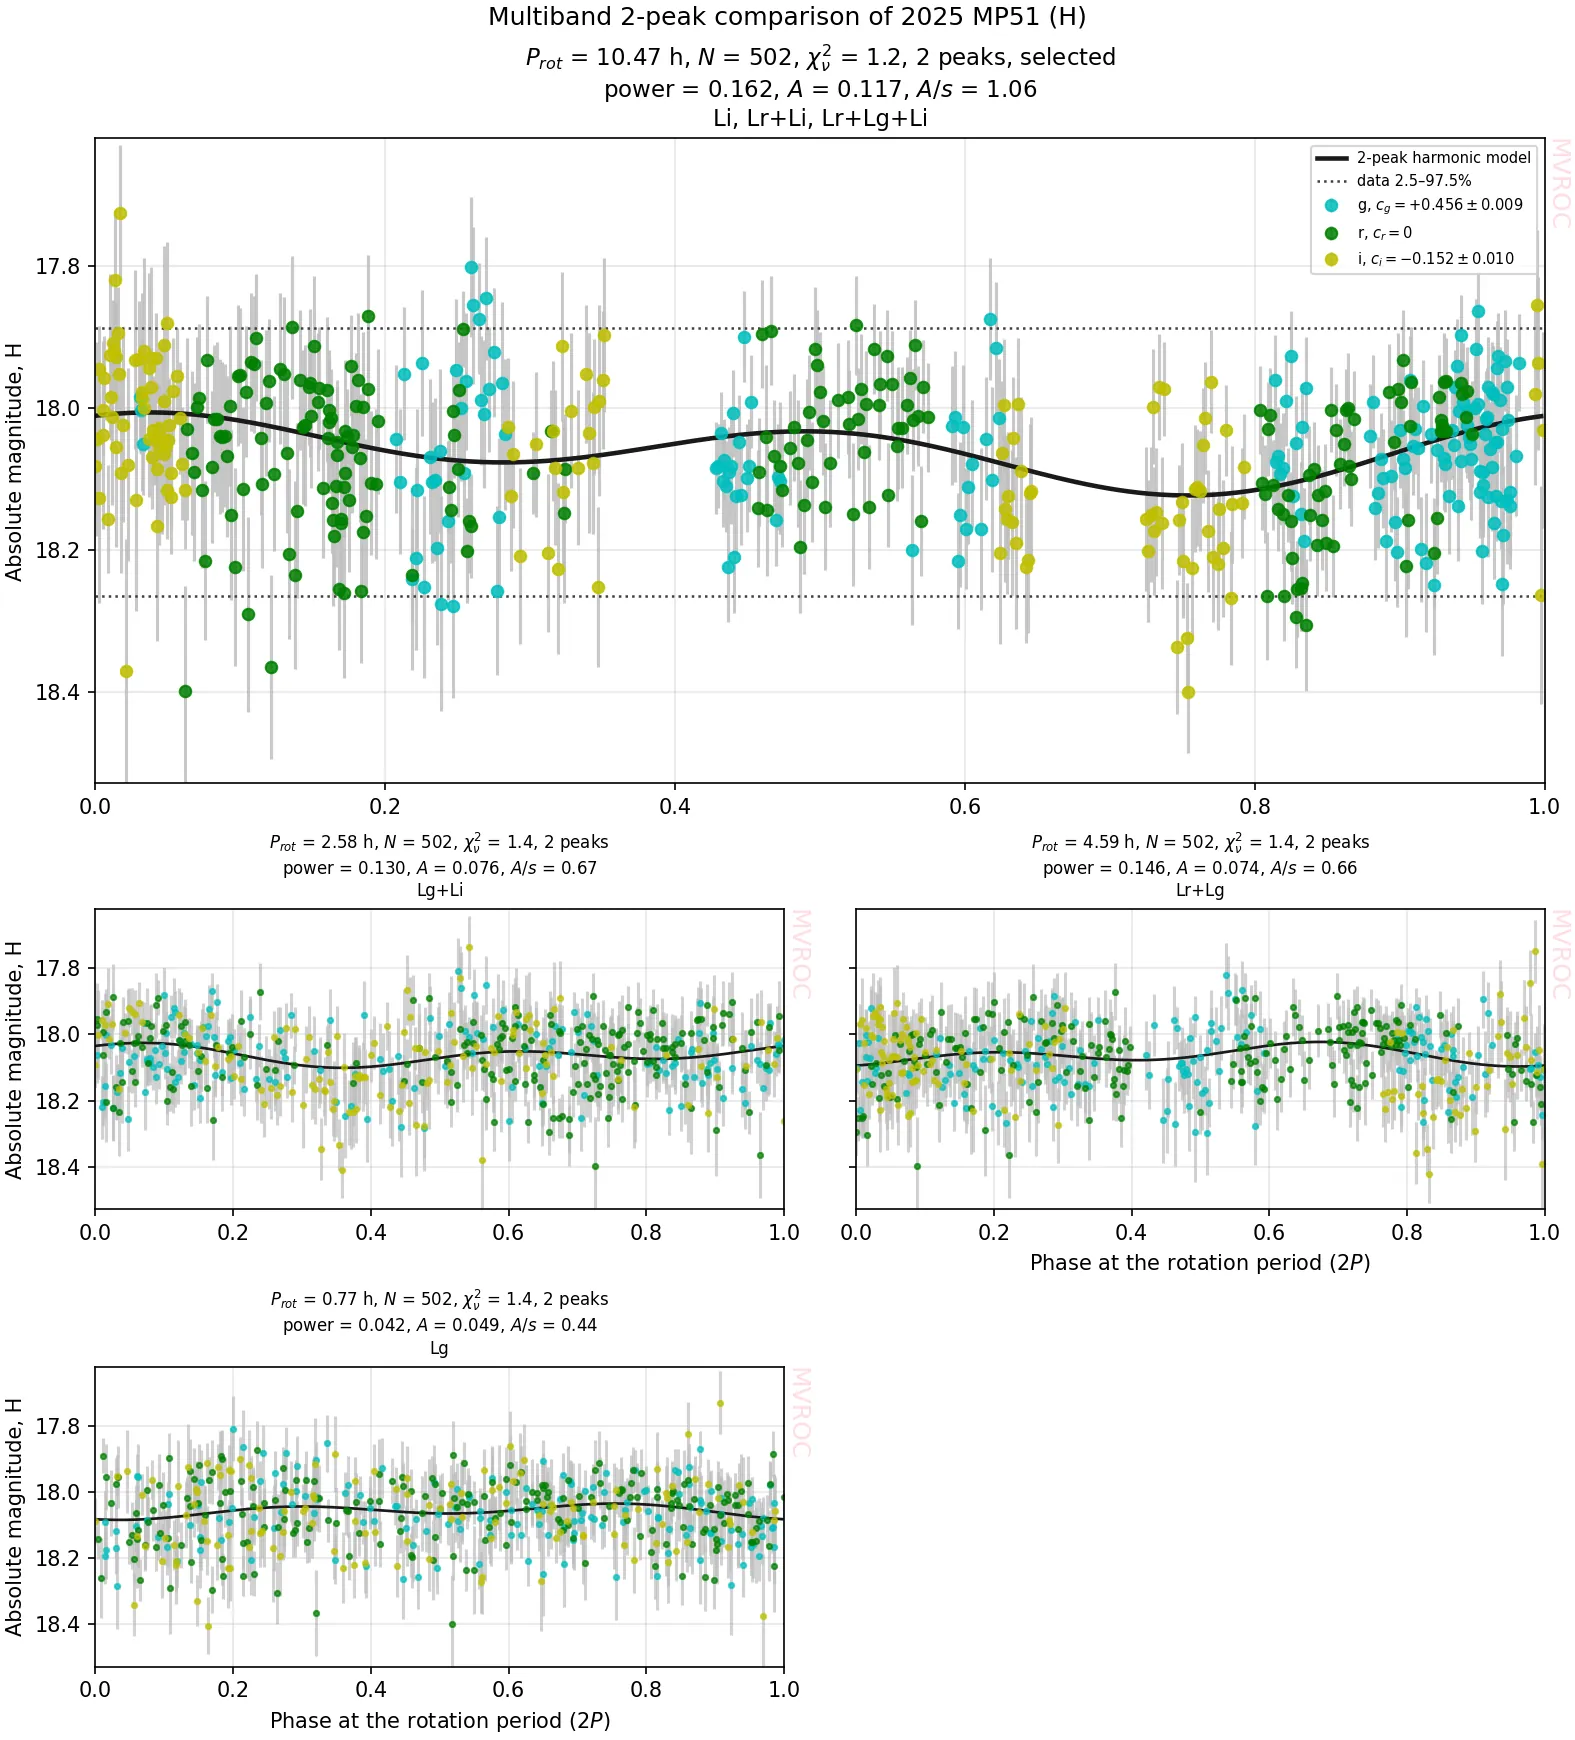 Multiband 2-peak comparison of 2025 MP51 (H)
P_rot = 10.47 h, N = 502, χ²_ν = 1.2, 2 peaks, selected
power = 0.162, A = 0.117, A/s = 1.06
Li, Lr+Li, Lr+Lg+Li
2-peak harmonic model
data 2.5–97.5%
g, c_g = +0.456 ± 0.009
r, c_r = 0
i, c_i = −0.152 ± 0.010
MVROC
Absolute magnitude, H
17.8
18.0
18.2
18.4
0.0 0.2 0.4 0.6 0.8 1.0
P_rot = 2.58 h, N = 502, χ²_ν = 1.4, 2 peaks
power = 0.130, A = 0.076, A/s = 0.67
Lg+Li
MVROC
Absolute magnitude, H
17.8
18.0
18.2
18.4
0.0 0.2 0.4 0.6 0.8 1.0
P_rot = 4.59 h, N = 502, χ²_ν = 1.4, 2 peaks
power = 0.146, A = 0.074, A/s = 0.66
Lr+Lg
MVROC
0.0 0.2 0.4 0.6 0.8 1.0
Phase at the rotation period (2P)
P_rot = 0.77 h, N = 502, χ²_ν = 1.4, 2 peaks
power = 0.042, A = 0.049, A/s = 0.44
Lg
MVROC
Absolute magnitude, H
17.8
18.0
18.2
18.4
0.0 0.2 0.4 0.6 0.8 1.0
Phase at the rotation period (2P)